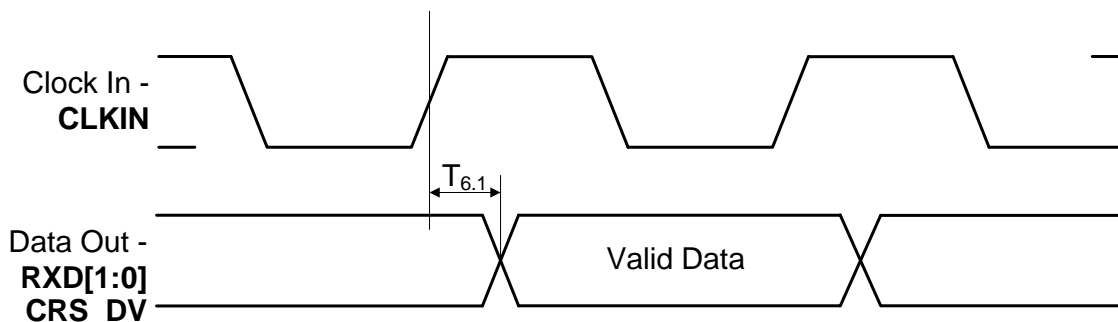 Clock In -
CLKIN
T6.1
Data Out -
RXD[1:0]
CRS_DV
Valid Data